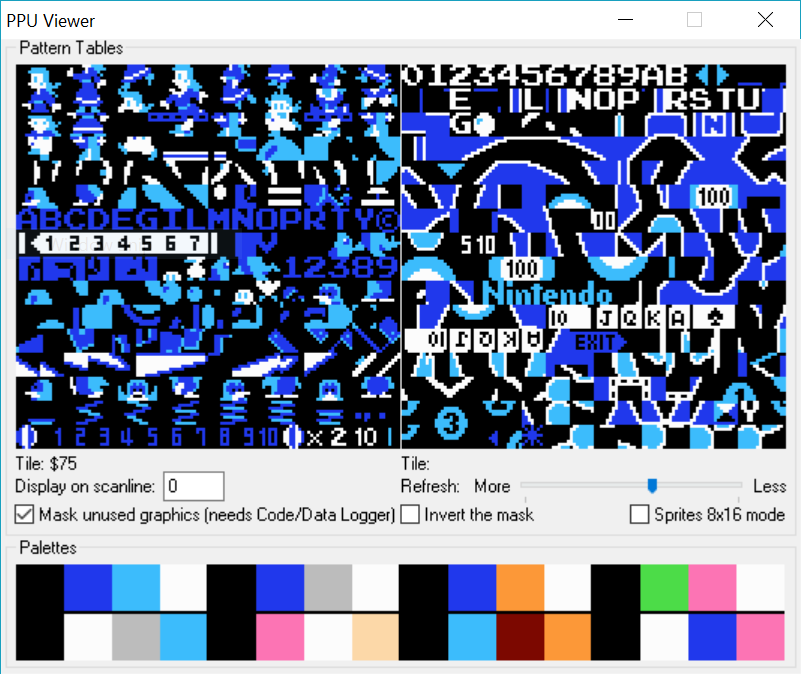 PPU Viewer
Pattern Tables
0123456789AB
E L NOP RSTU
GO N
100
ABCDEGILMNOPRTY©
00
1 2 3 4 5 6 7
510
12389
100
Nintendo
10 J Q K A ♠
EXIT
3 Y
1 2 3 4 5 6 7 8 9 10 x 2 10 1
Tile: $75 Tile:
Display on scanline: 0 Refresh: More Less
Mask unused graphics (needs Code/Data Logger) Invert the mask Sprites 8x16 mode
Palettes